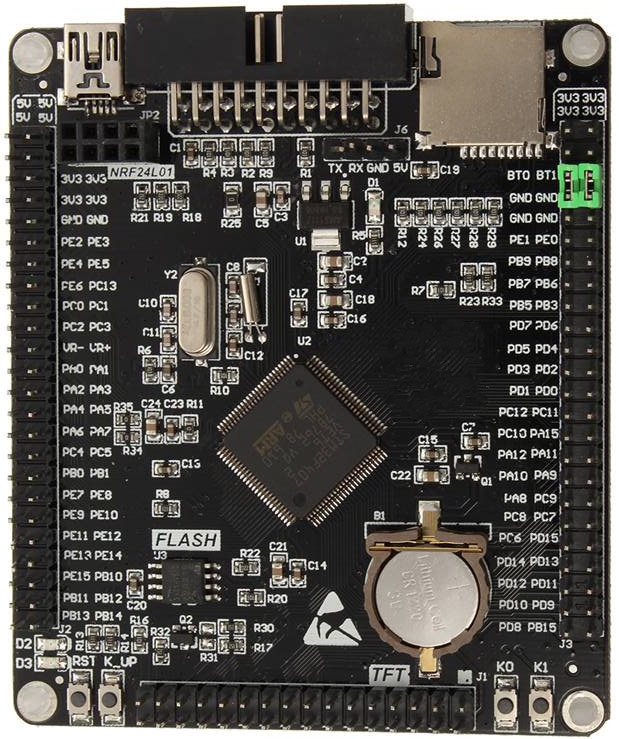 5V 5V
5V 5V
JP2
NRF24L01
3V3 3V3
3V3 3V3
GND GND
PE2 PE3
PE4 PE5
PE6 PC13
PC0 PC1
PC2 PC3
VR- VR+
PA0 PA1
PA2 PA3
PA4 PA5
PA6 PA7
PC4 PC5
PB0 PB1
PE7 PE8
PE9 PE10
PE11 PE12
PE13 PE14
PE15 PB10
PB11 PB12
PB13 PB14
J2
D2
D3
R13
R14
RST K_UP
C1
R4 R3 R2 R9
R1
J6
TX RX GND 5V
C19
R21 R19 R18
R25 C5 C3
U1
D1
R5
R12 R24 R26 R27 R28 R29
C2
C4
C18
C16
C17
R7
R23 R33
Y2
C8
C10
C11
R6
C6
C12
R10
U2
R35
R34
C24 C23 R11
C13
R8
FLASH
U3
C20
R22
C21
C14
R20
R16
R32
Q2
R31
R30
R17
C7
C15
C22
Q1
B1
Lithium Cell
CR1220
3V
+
TFT
J1
3V3 3V3
3V3 3V3
BT0 BT1
GND GND
GND GND
PE1 PE0
PB9 PB8
PB7 PB6
PB5 PB3
PD7 PD6
PD5 PD4
PD3 PD2
PD1 PD0
PC12 PC11
PC10 PA15
PA12 PA11
PA10 PA9
PA8 PC9
PC8 PC7
PC6 PD15
PD14 PD13
PD12 PD11
PD10 PD9
PD8 PB15
J3
K0 K1